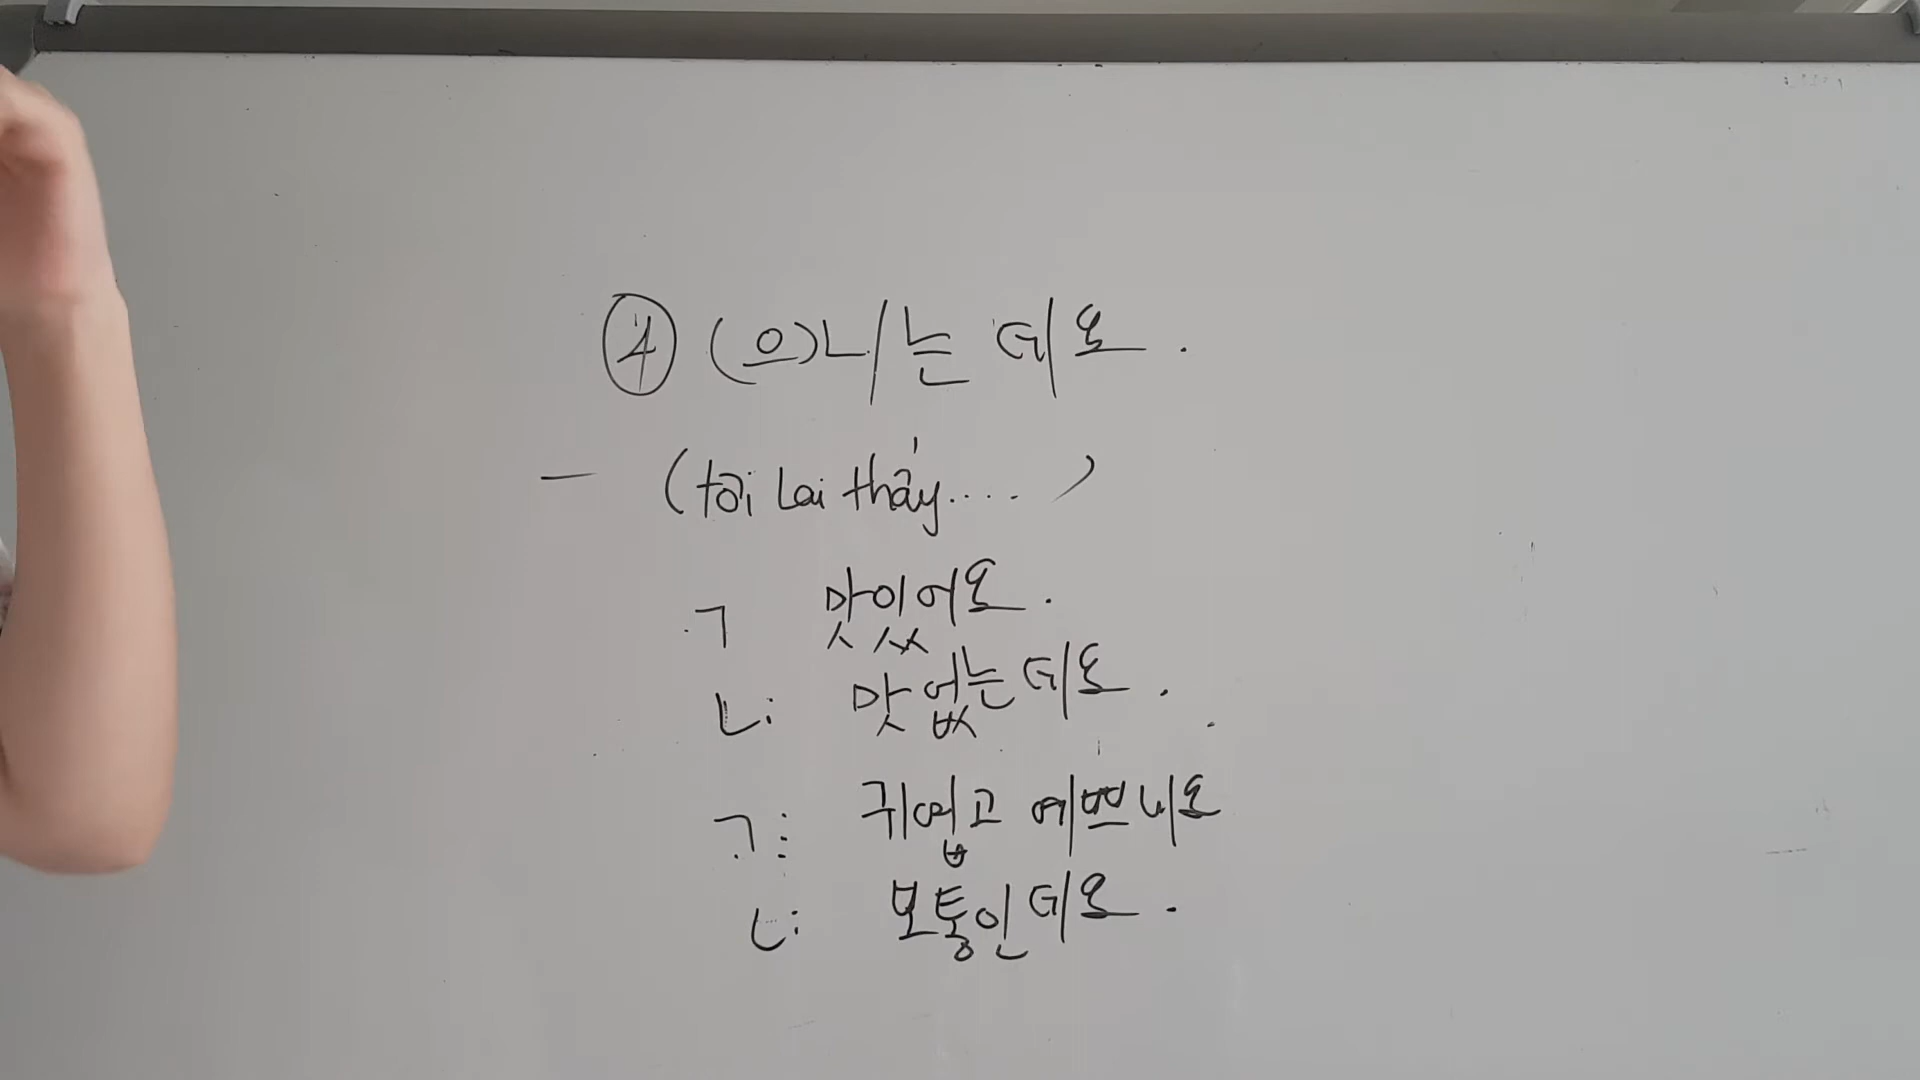 ④ (으)ㄴ/는 데요.
— (tôi lại thấy.... )
ㄱ 맛있어요.
ㄴ: 맛없는데요.
ㄱ: 귀엽고 예쁘네요
ㄴ: 보통인데요.